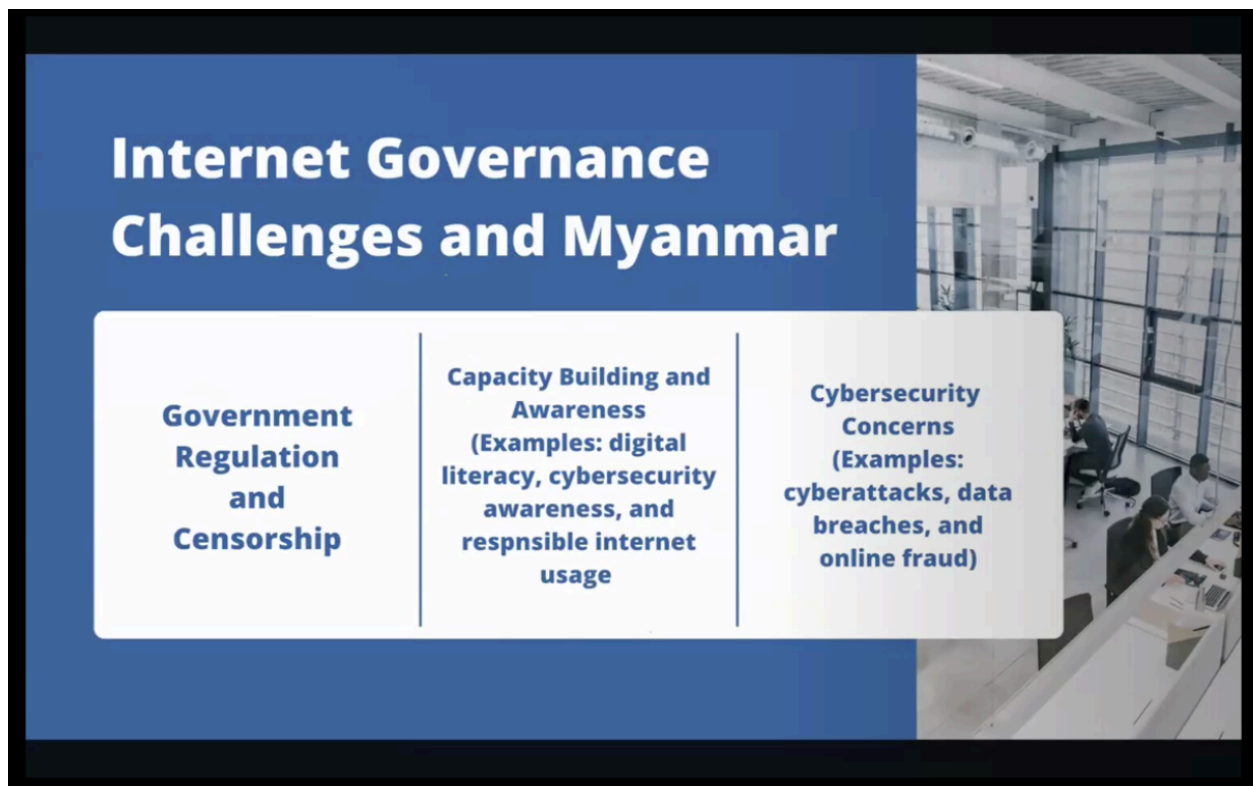 Internet Governance
Challenges and Myanmar
Government
Regulation
and
Censorship
Capacity Building and
Awareness
(Examples: digital
literacy, cybersecurity
awareness, and
respnsible internet
usage
Cybersecurity
Concerns
(Examples:
cyberattacks, data
breaches, and
online fraud)